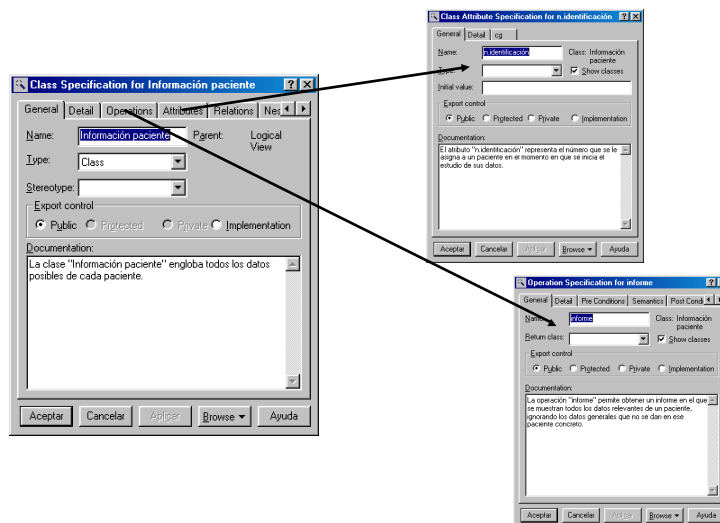 Class Specification for Información paciente
General Detail Operations Attributes Relations Nes
Name: Información paciente Parent: Logical
View
Type: Class
Stereotype:
Export control
Public Protected Private Implementation
Documentation:
La clase "Información paciente" engloba todos los datos
posibles de cada paciente.
Aceptar Cancelar Aplicar Browse Ayuda
Class Attribute Specification for n.identificación
General Detail cg
Name: n.identificación Class: Información
paciente
Type: Show classes
Initial value:
Export control
Public Protected Private Implementation
Documentation:
El atributo "n.identificación" representa el número que se le
asigna a un paciente en el momento en que se inicia el
estudio de sus datos.
Aceptar Cancelar Aplicar Browse Ayuda
Operation Specification for informe
General Detail Pre Conditions Semantics Post Condi
Name: informe Class: Información
paciente
Return class: Show classes
Export control
Public Protected Private Implementation
Documentation:
La operación "informe" permite obtener un informe en el que
se muestran todos los datos relevantes de un paciente,
ignorando los datos generales que no se dan en ese
paciente concreto.
Aceptar Cancelar Aplicar Browse Ayuda